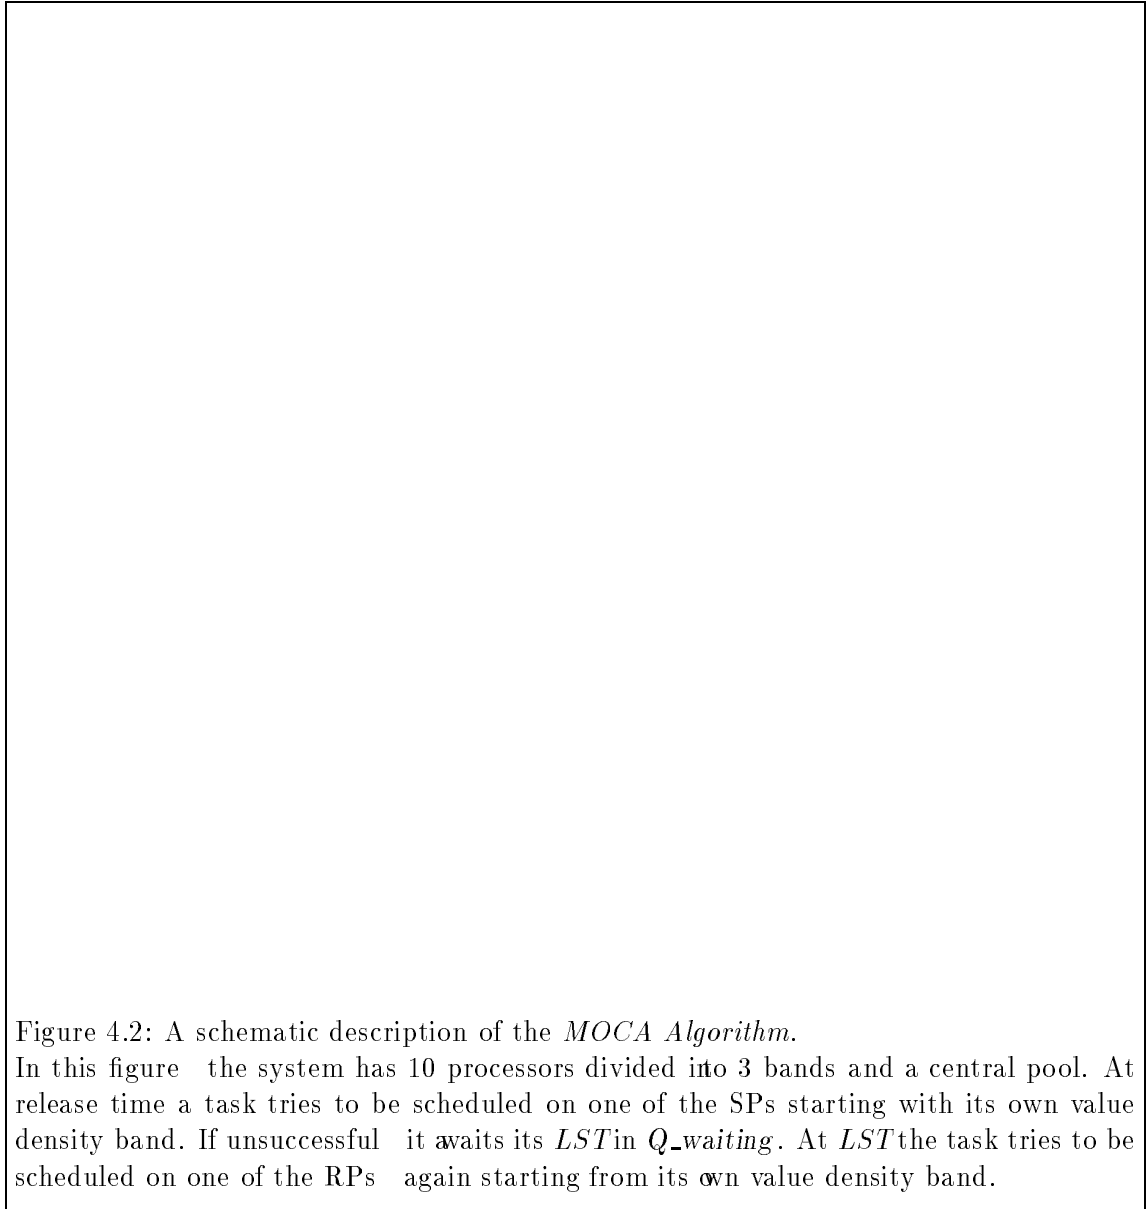 Figure 4.2: A schematic description of the MOCA Algorithm.
In this figure the system has 10 processors divided into 3 bands and a central pool. At
release time a task tries to be scheduled on one of the SPs starting with its own value
density band. If unsuccessful it awaits its LST in Q_waiting. At LST the task tries to be
scheduled on one of the RPs again starting from its own value density band.